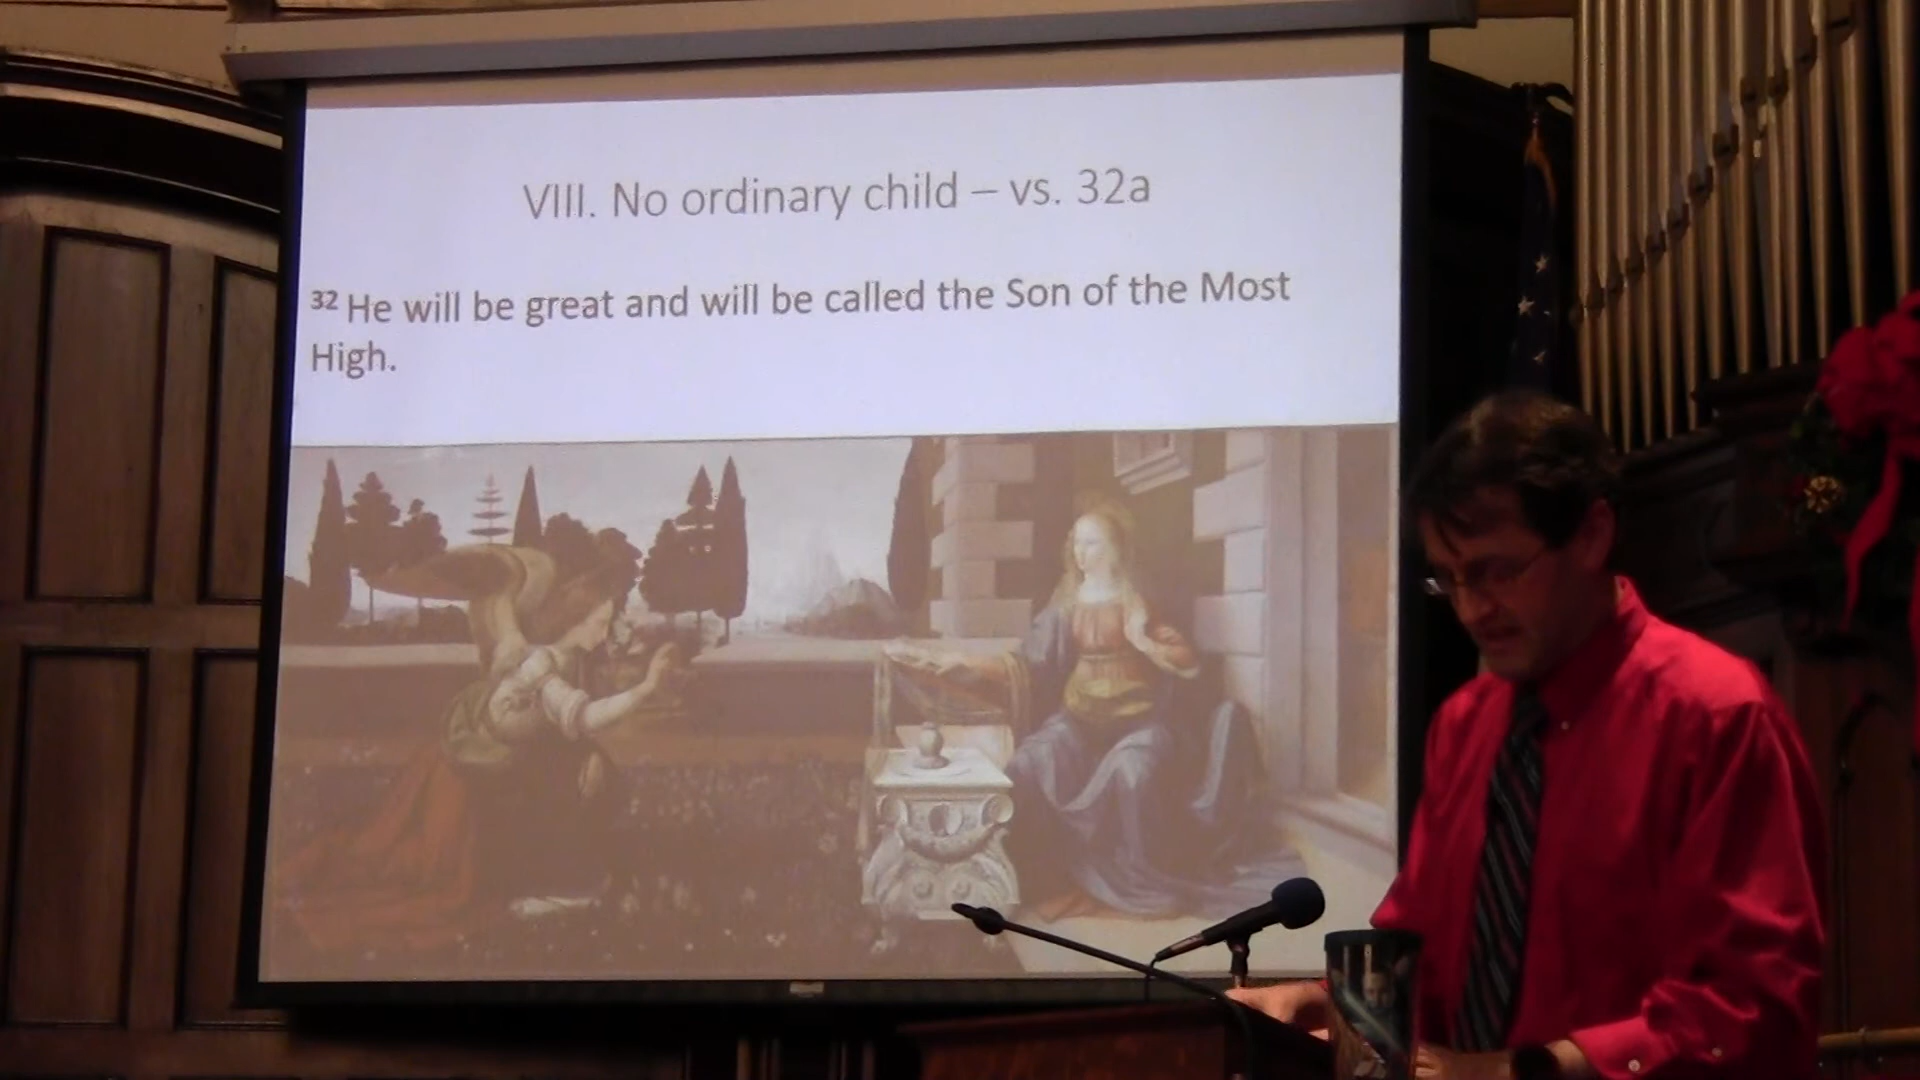 VIII. No ordinary child – vs. 32a
32 He will be great and will be called the Son of the Most
High.